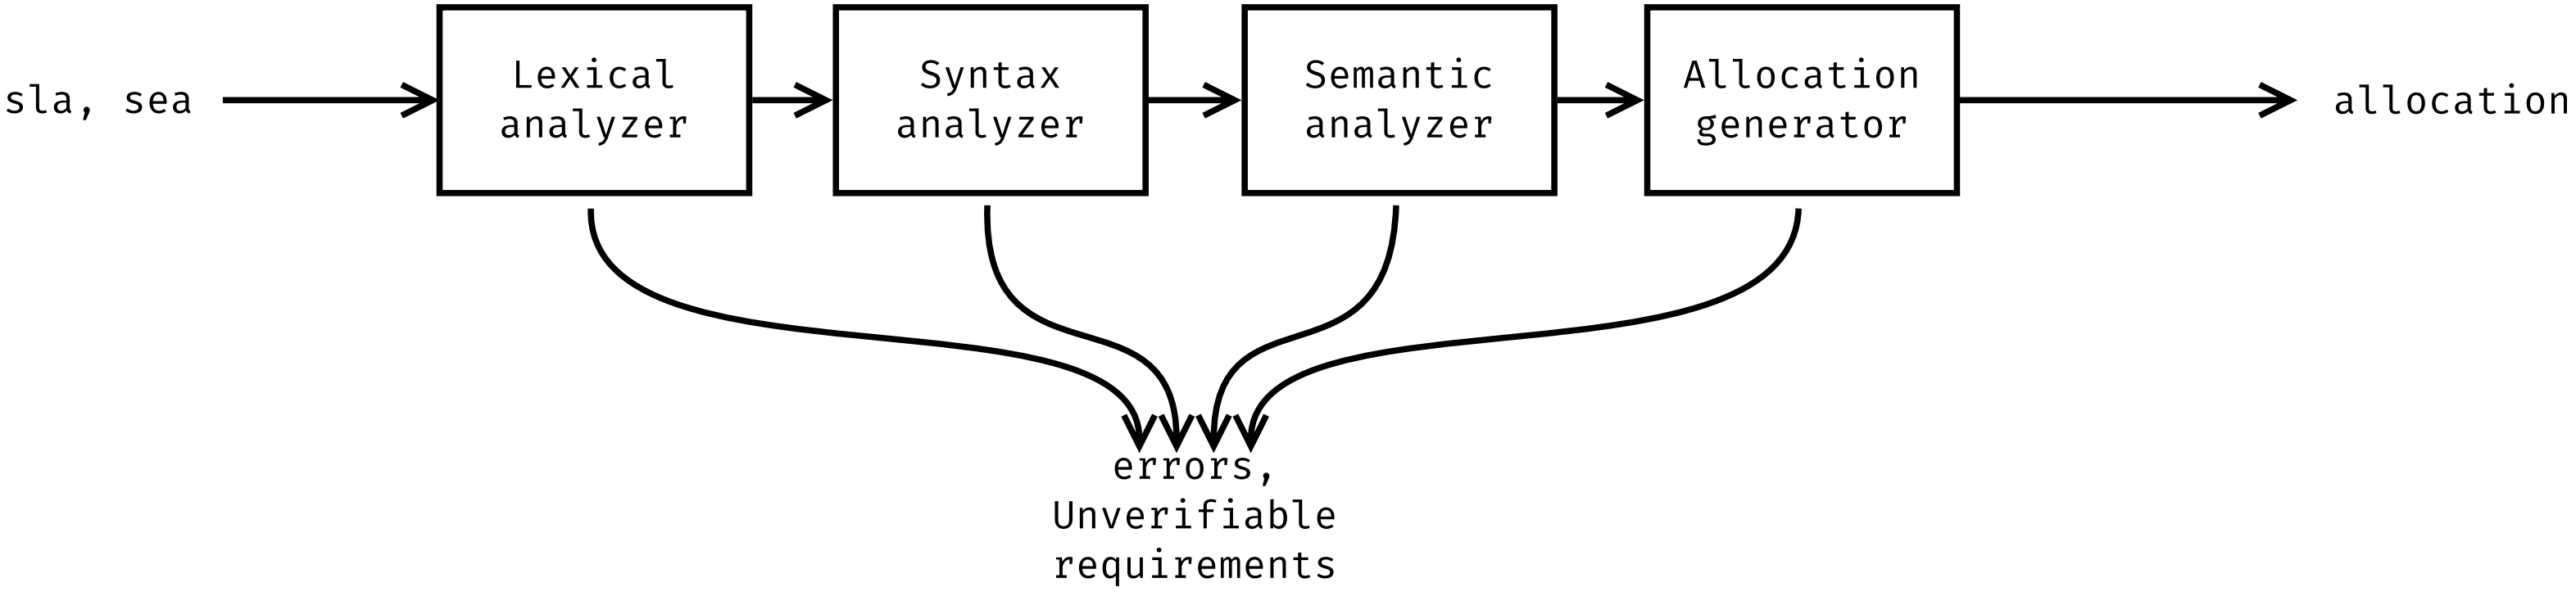 sla, sea
Lexical
analyzer
Syntax
analyzer
Semantic
analyzer
Allocation
generator
allocation
errors,
Unverifiable
requirements